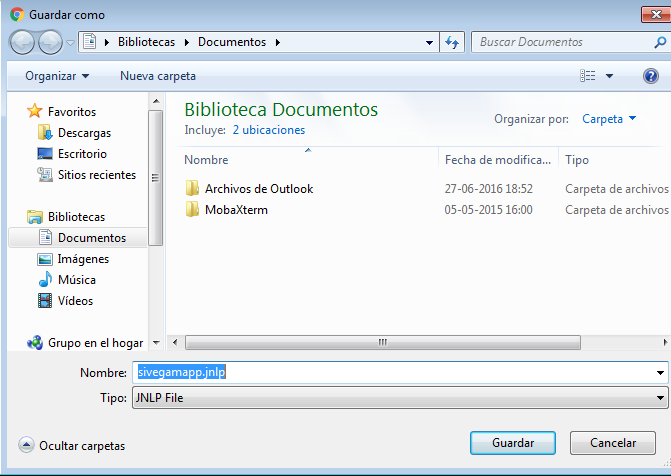 Guardar como
Bibliotecas Documentos Buscar Documentos
Organizar Nueva carpeta
Favoritos
Descargas
Escritorio
Sitios recientes
Bibliotecas
Documentos
Imágenes
Música
Vídeos
Grupo en el hogar
Biblioteca Documentos
Incluye: 2 ubicaciones
Organizar por: Carpeta
Nombre Fecha de modifica... Tipo
Archivos de Outlook 27-06-2016 18:52 Carpeta de archivos
MobaXterm 05-05-2015 16:00 Carpeta de archivos
Nombre: sivegamapp.jnlp
Tipo: JNLP File
Ocultar carpetas Guardar Cancelar